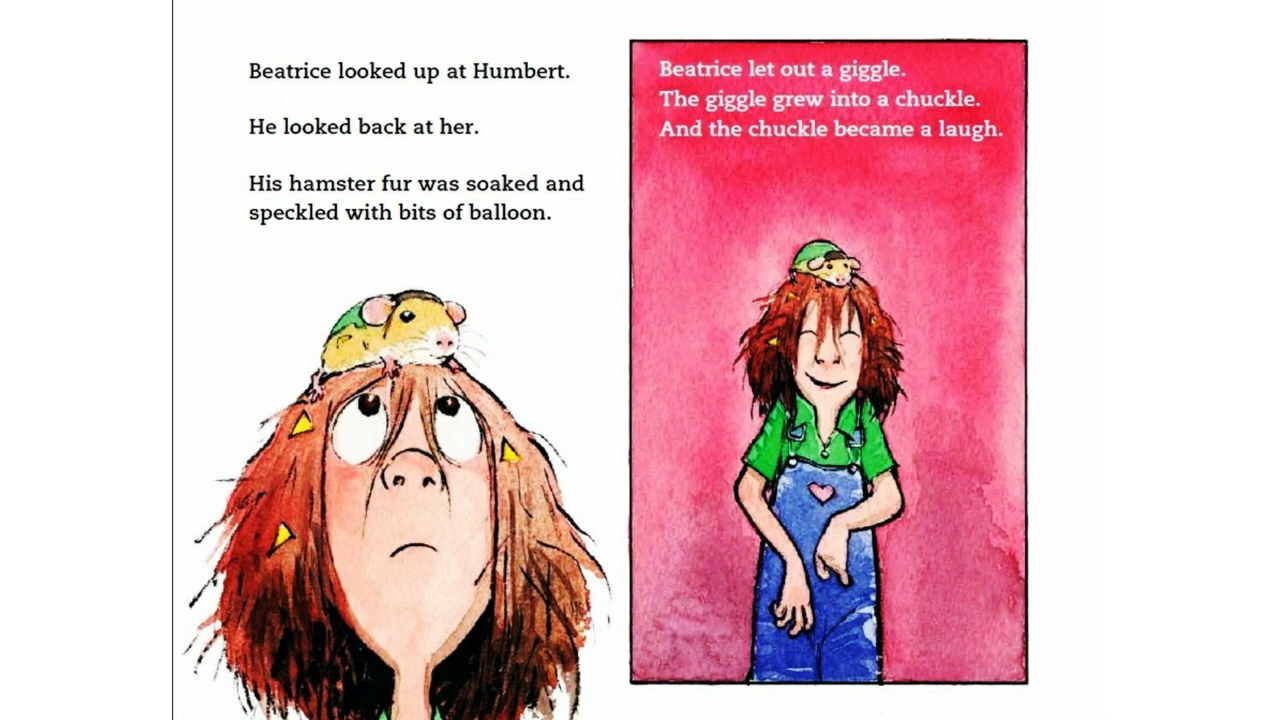 Beatrice looked up at Humbert.
He looked back at her.
His hamster fur was soaked and
speckled with bits of balloon.
Beatrice let out a giggle.
The giggle grew into a chuckle.
And the chuckle became a laugh.